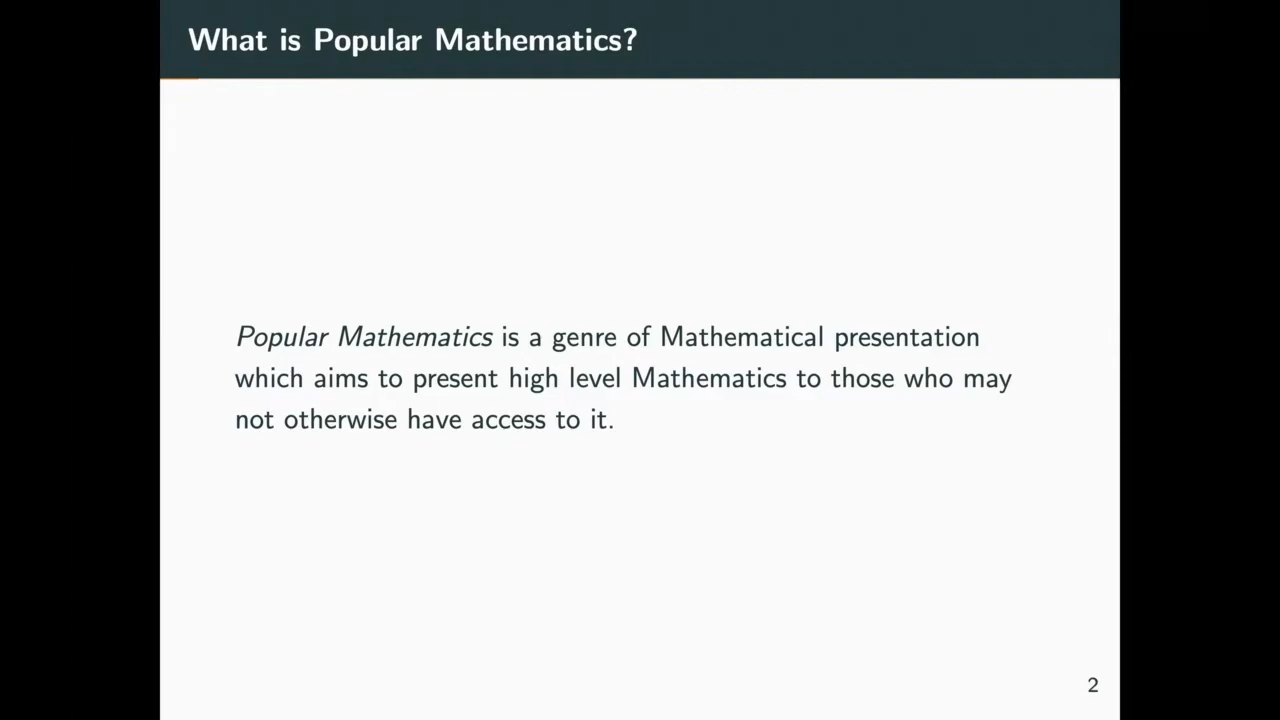 What is Popular Mathematics?
Popular Mathematics is a genre of Mathematical presentation
which aims to present high level Mathematics to those who may
not otherwise have access to it.
2